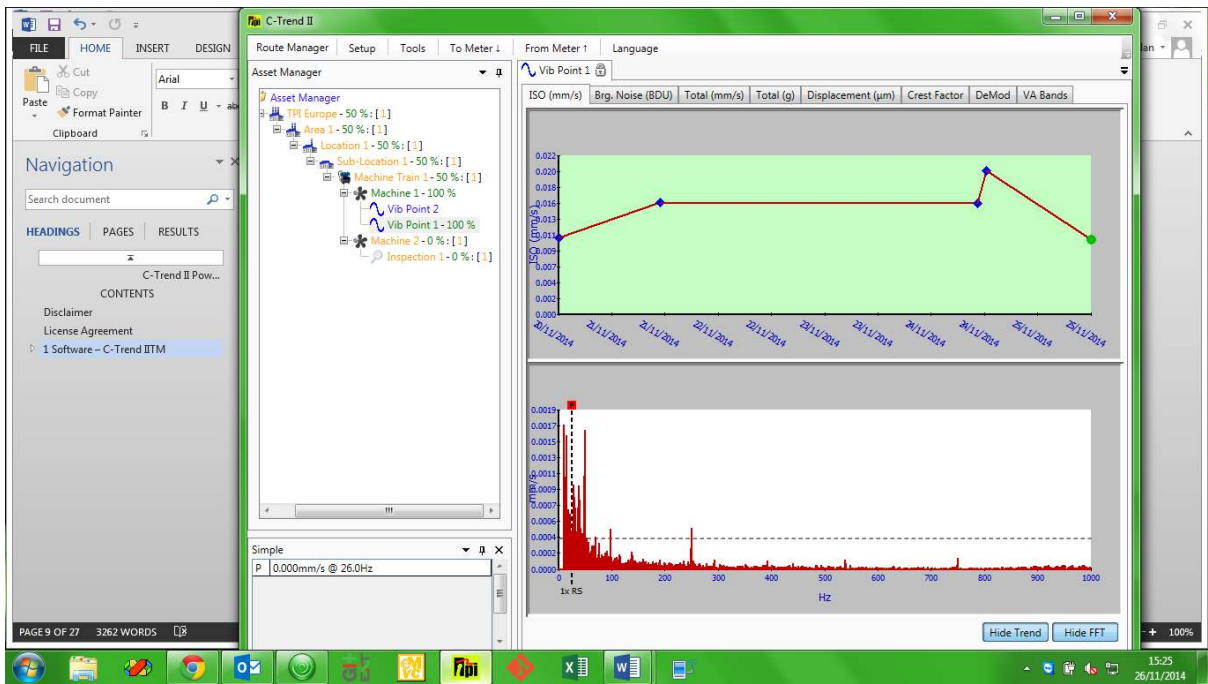 C-Trend II
FILE HOME INSERT DESIGN
Route Manager Setup Tools To Meter ↓ From Meter ↑ Language
Cut
Copy
Format Painter
Paste
Clipboard
Arial
B I U
Asset Manager
Vib Point 1
ISO (mm/s) Brg. Noise (BDU) Total (mm/s) Total (g) Displacement (µm) Crest Factor DeMod VA Bands
Navigation
Search document
HEADINGS PAGES RESULTS
C-Trend II Pow...
CONTENTS
Disclaimer
License Agreement
1 Software – C-Trend IITM
Asset Manager
TPI Europe - 50 %: [1]
Area 1 - 50 %: [1]
Location 1 - 50 %: [1]
Sub-Location 1 - 50 %: [1]
Machine Train 1 - 50 %: [1]
Machine 1 - 100 %
Vib Point 2
Vib Point 1 - 100 %
Machine 2 - 0 %: [1]
Inspection 1 - 0 %: [1]
ISO (mm/s)
0.022
0.020
0.018
0.016
0.013
0.011
0.009
0.007
0.004
0.002
0.000
20/11/2014 21/11/2014 21/11/2014 22/11/2014 22/11/2014 23/11/2014 23/11/2014 24/11/2014 24/11/2014 25/11/2014 25/11/2014
mm/s
0.0019
0.0017
0.0015
0.0013
0.0011
0.0009
0.0007
0.0006
0.0004
0.0002
0.0000
P
0 100 200 300 400 500 600 700 800 900 1000
1x RS
Hz
Simple
P 0.000mm/s @ 26.0Hz
Hide Trend Hide FFT
PAGE 9 OF 27 3262 WORDS
100%
tpi
15:25
26/11/2014